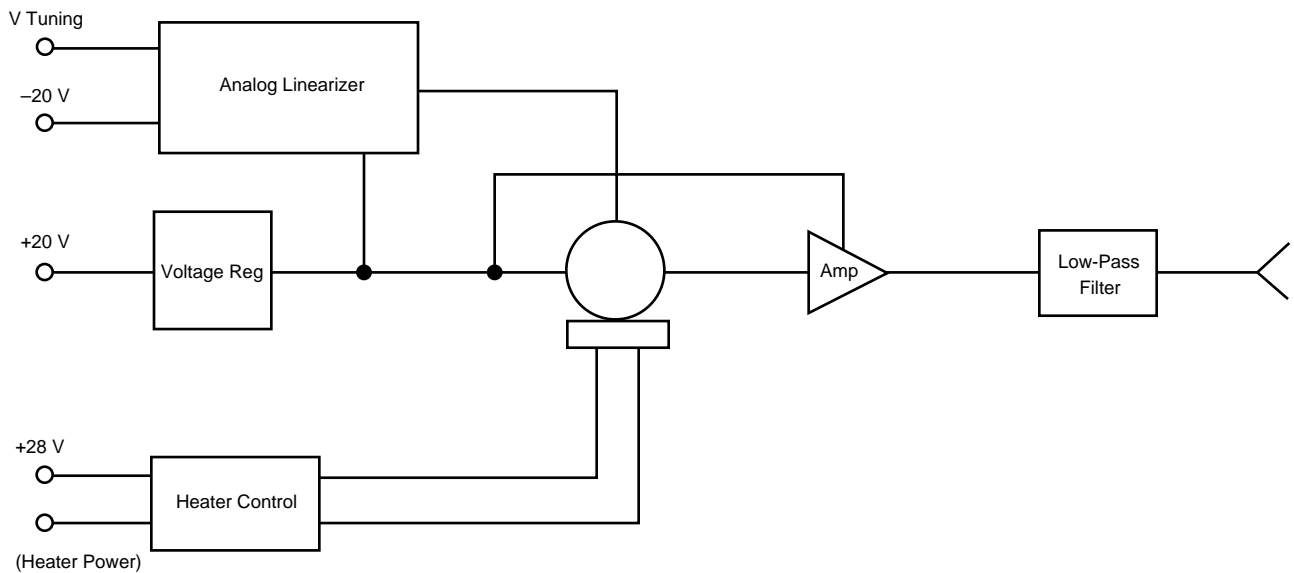 V Tuning
–20 V
Analog Linearizer
+20 V
Voltage Reg
Amp
Low-Pass
Filter
+28 V
Heater Control
(Heater Power)